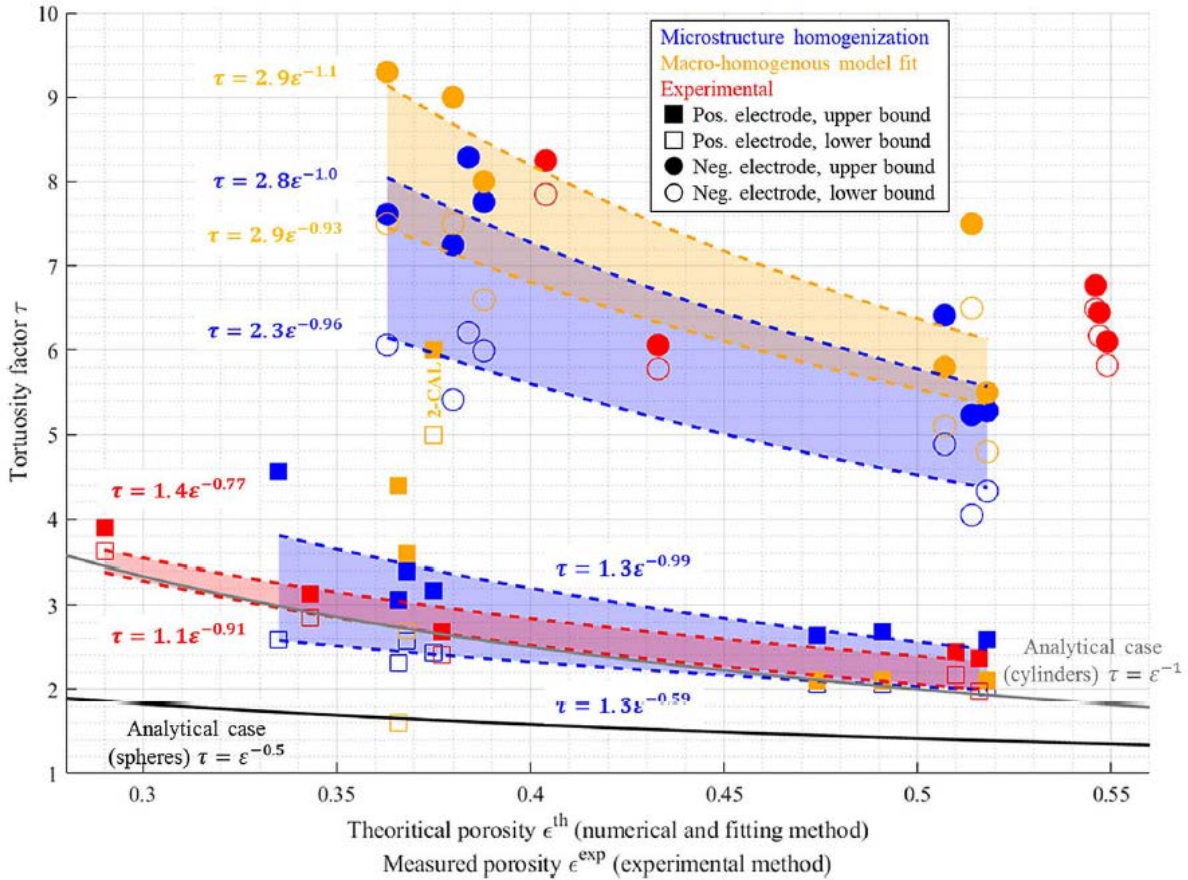 10
9
8
7
6
5
4
3
2
1
Tortuosity factor τ
Microstructure homogenization
Macro-homogenous model fit
Experimental
Pos. electrode, upper bound
Pos. electrode, lower bound
Neg. electrode, upper bound
Neg. electrode, lower bound
τ = 2.9ε^−1.1
τ = 2.8ε^−1.0
τ = 2.9ε^−0.93
τ = 2.3ε^−0.96
2-CAL
τ = 1.4ε^−0.77
τ = 1.3ε^−0.99
τ = 1.1ε^−0.91
τ = 1.3ε^−0.59
Analytical case
(cylinders) τ = ε^−1
Analytical case
(spheres) τ = ε^−0.5
0.3
0.35
0.4
0.45
0.5
0.55
Theoritical porosity ϵ^th (numerical and fitting method)
Measured porosity ϵ^exp (experimental method)